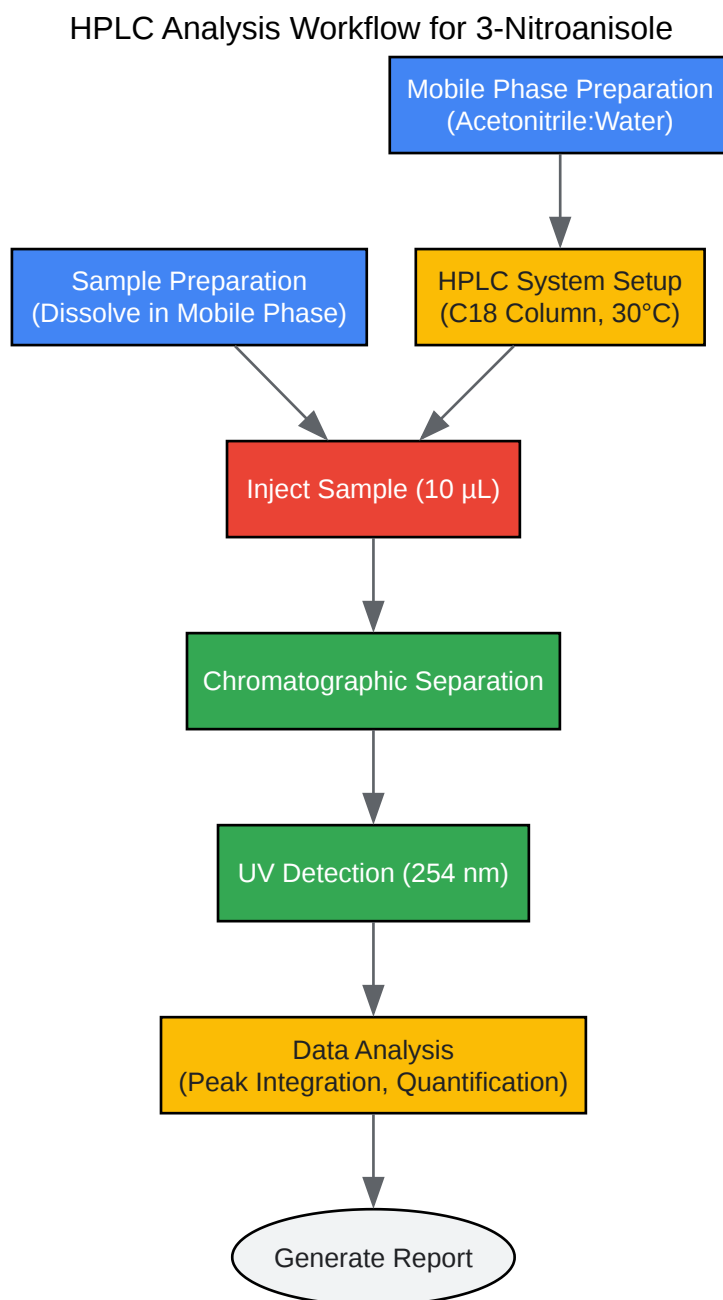 HPLC Analysis Workflow for 3-Nitroanisole
Mobile Phase Preparation
(Acetonitrile:Water)
Sample Preparation
(Dissolve in Mobile Phase)
HPLC System Setup
(C18 Column, 30°C)
Inject Sample (10 µL)
Chromatographic Separation
UV Detection (254 nm)
Data Analysis
(Peak Integration, Quantification)
Generate Report